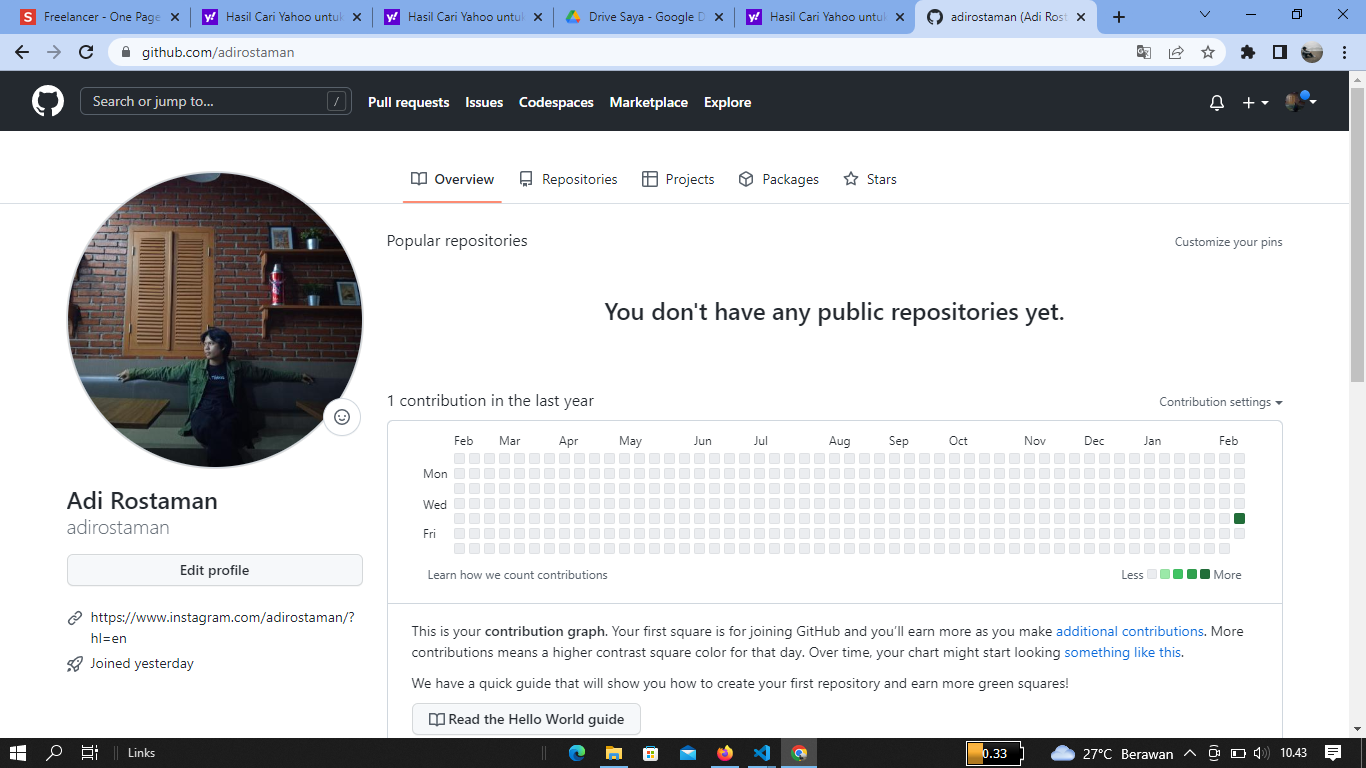 Freelancer - One Page
Hasil Cari Yahoo untuk
Hasil Cari Yahoo untuk
Drive Saya - Google D
Hasil Cari Yahoo untuk
adirostaman (Adi Rost
github.com/adirostaman
Search or jump to...
/
Pull requests
Issues
Codespaces
Marketplace
Explore
Overview
Repositories
Projects
Packages
Stars
Popular repositories
Customize your pins
You don't have any public repositories yet.
Adi Rostaman
adirostaman
Edit profile
https://www.instagram.com/adirostaman/?
hl=en
Joined yesterday
1 contribution in the last year
Contribution settings
Feb Mar Apr May Jun Jul Aug Sep Oct Nov Dec Jan Feb
Mon
Wed
Fri
Learn how we count contributions
Less More
This is your contribution graph. Your first square is for joining GitHub and you'll earn more as you make additional contributions. More
contributions means a higher contrast square color for that day. Over time, your chart might start looking something like this.
We have a quick guide that will show you how to create your first repository and earn more green squares!
Read the Hello World guide
Links
0.33
27°C Berawan
10.43